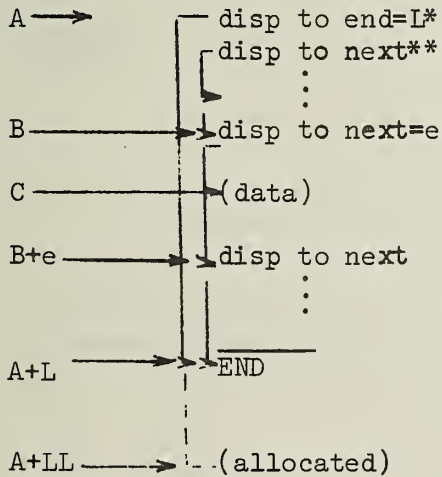 A disp to end=L*
disp to next**
B disp to next=e
C (data)
B+e disp to next
A+L END
A+LL (allocated)